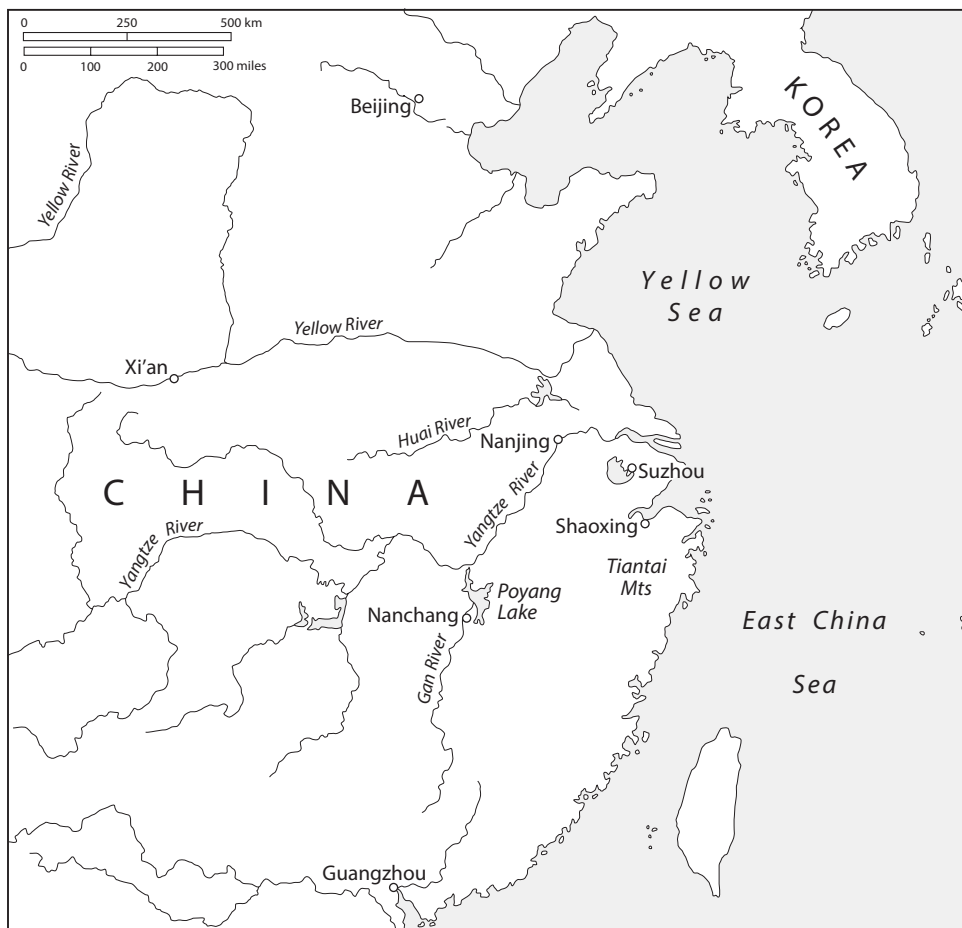 0 250 500 km
0 100 200 300 miles
Beijing
KOREA
Yellow River
Yellow
Sea
Yellow River
Xi’an
Huai River
Nanjing
Suzhou
CHINA
Yangtze River
Shaoxing
Yangtze River
Tiantai
Mts
Poyang
Lake
Nanchang
East China
Sea
Gan River
Guangzhou